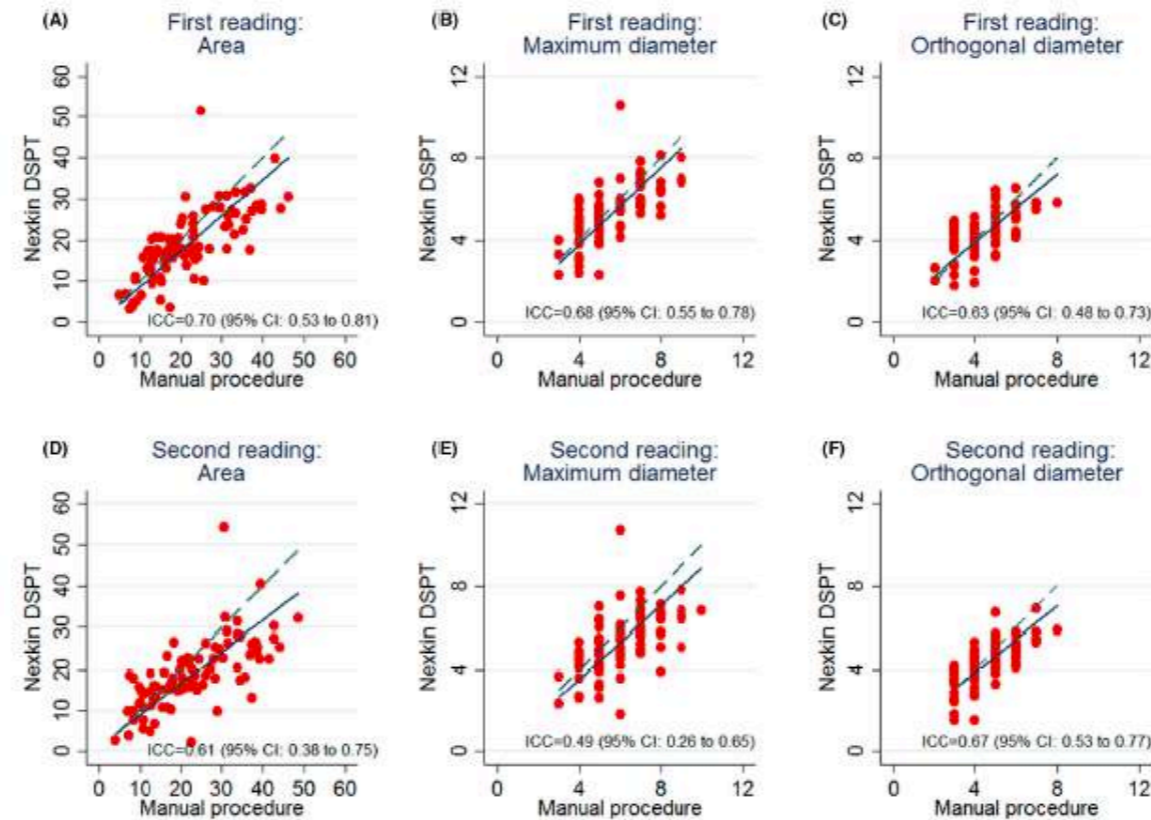 (A) First reading:
Area
Nexkin DSPT
60
50
40
30
20
10
0
ICC=0.70 (95% CI: 0.53 to 0.81)
0 10 20 30 40 50 60
Manual procedure
(B) First reading:
Maximum diameter
Nexkin DSPT
12
8
4
0
ICC=0.68 (95% CI: 0.55 to 0.78)
0 4 8 12
Manual procedure
(C) First reading:
Orthogonal diameter
Nexkin DSPT
12
8
4
0
ICC=0.63 (95% CI: 0.48 to 0.73)
0 4 8 12
Manual procedure
(D) Second reading:
Area
Nexkin DSPT
60
50
40
30
20
10
0
ICC=0.61 (95% CI: 0.38 to 0.75)
0 10 20 30 40 50 60
Manual procedure
(E) Second reading:
Maximum diameter
Nexkin DSPT
12
8
4
0
ICC=0.49 (95% CI: 0.26 to 0.65)
0 4 8 12
Manual procedure
(F) Second reading:
Orthogonal diameter
Nexkin DSPT
12
8
4
0
ICC=0.67 (95% CI: 0.53 to 0.77)
0 4 8 12
Manual procedure